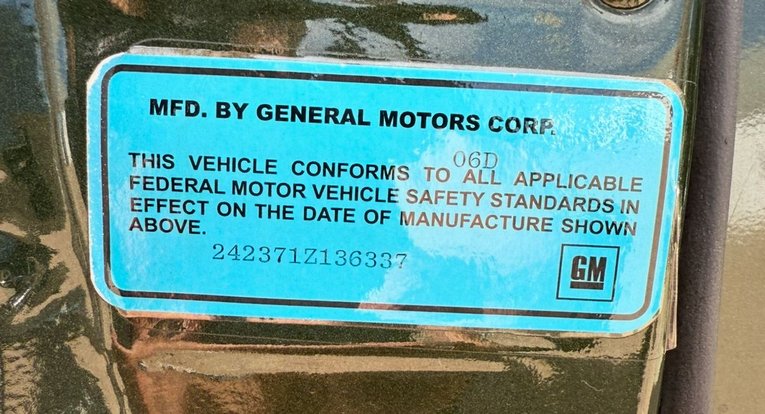 MFD. BY GENERAL MOTORS CORP.
06D
THIS VEHICLE CONFORMS TO ALL APPLICABLE
FEDERAL MOTOR VEHICLE SAFETY STANDARDS IN
EFFECT ON THE DATE OF MANUFACTURE SHOWN
ABOVE.
242371Z136337
GM